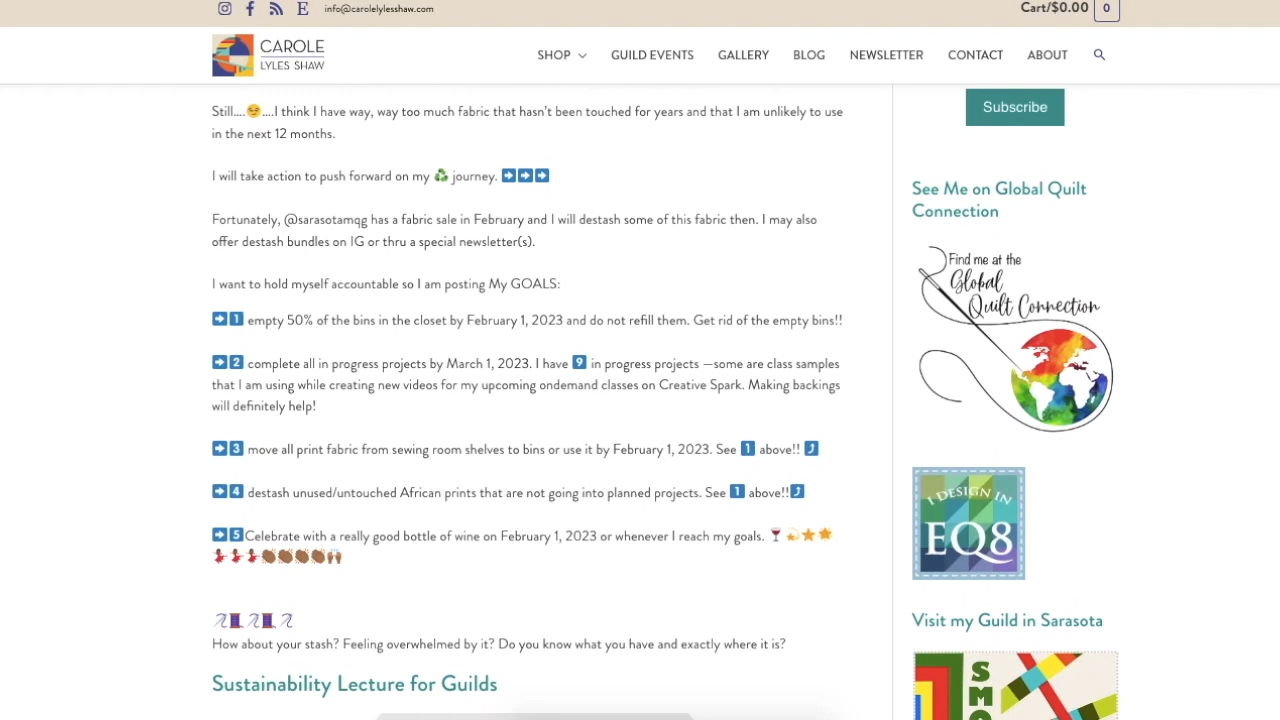 info@carolelylesshaw.com
Cart/$0.00 0
CAROLE
LYLES SHAW
SHOP GUILD EVENTS GALLERY BLOG NEWSLETTER CONTACT ABOUT
Still....😏....I think I have way, way too much fabric that hasn't been touched for years and that I am unlikely to use
in the next 12 months.
I will take action to push forward on my ♻️ journey. ➡️➡️➡️
Fortunately, @sarasotamqg has a fabric sale in February and I will destash some of this fabric then. I may also
offer destash bundles on IG or thru a special newsletter(s).
I want to hold myself accountable so I am posting My GOALS:
➡️1️⃣ empty 50% of the bins in the closet by February 1, 2023 and do not refill them. Get rid of the empty bins!!
➡️2️⃣ complete all in progress projects by March 1, 2023. I have 9️⃣ in progress projects —some are class samples
that I am using while creating new videos for my upcoming ondemand classes on Creative Spark. Making backings
will definitely help!
➡️3️⃣ move all print fabric from sewing room shelves to bins or use it by February 1, 2023. See 1️⃣ above!! ⤴️
➡️4️⃣ destash unused/untouched African prints that are not going into planned projects. See 1️⃣ above!!⤴️
➡️5️⃣Celebrate with a really good bottle of wine on February 1, 2023 or whenever I reach my goals. 🍷💫⭐🌟
💃🏾💃🏾💃🏾👏🏾👏🏾👏🏾👏🏾🙌🏾
🪡🧵🪡🧵🪡
How about your stash? Feeling overwhelmed by it? Do you know what you have and exactly where it is?
Sustainability Lecture for Guilds
Subscribe
See Me on Global Quilt
Connection
Find me at the
Global
Quilt Connection
I DESIGN IN
EQ8
Visit my Guild in Sarasota
SMO